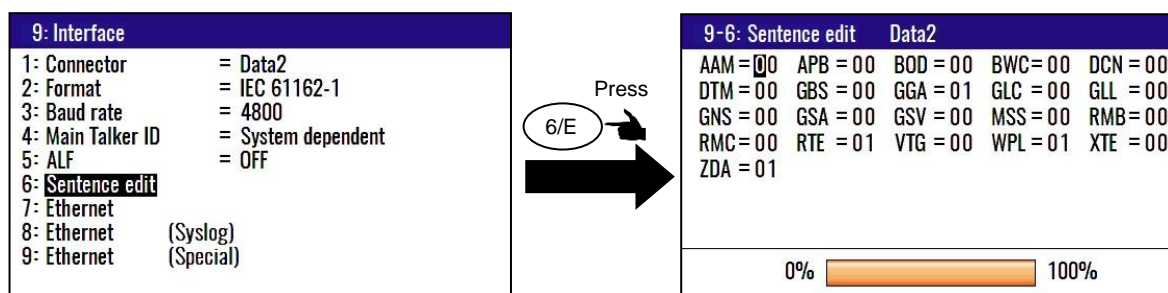 9: Interface
1: Connector = Data2
2: Format = IEC 61162-1
3: Baud rate = 4800
4: Main Talker ID = System dependent
5: ALF = OFF
6: Sentence edit
7: Ethernet
8: Ethernet (Syslog)
9: Ethernet (Special)
Press
6/E
9-6: Sentence edit Data2
AAM = 00 APB = 00 BOD = 00 BWC = 00 DCN = 00
DTM = 00 GBS = 00 GGA = 01 GLC = 00 GLL = 00
GNS = 00 GSA = 00 GSV = 00 MSS = 00 RMB = 00
RMC = 00 RTE = 01 VTG = 00 WPL = 01 XTE = 00
ZDA = 01
0% 100%